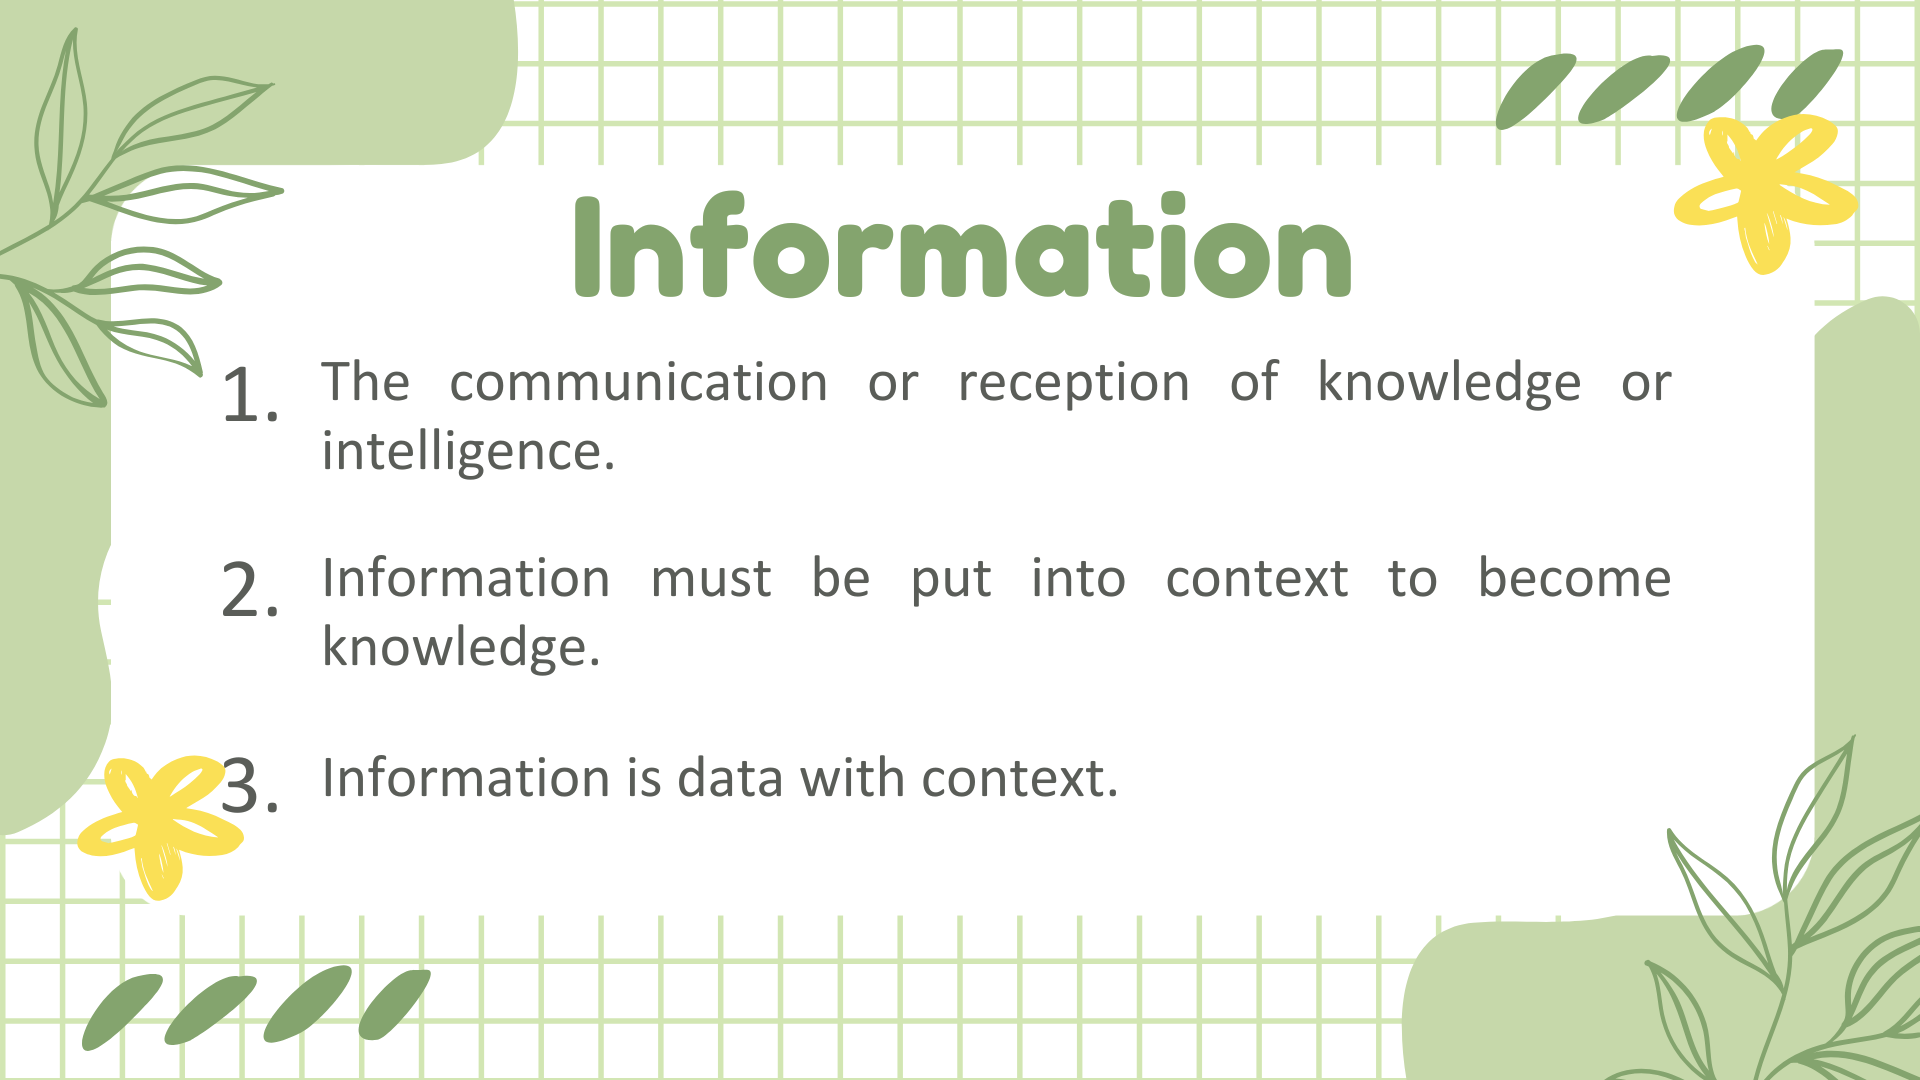 Information
1. The communication or reception of knowledge or
intelligence.
2. Information must be put into context to become
knowledge.
3. Information is data with context.